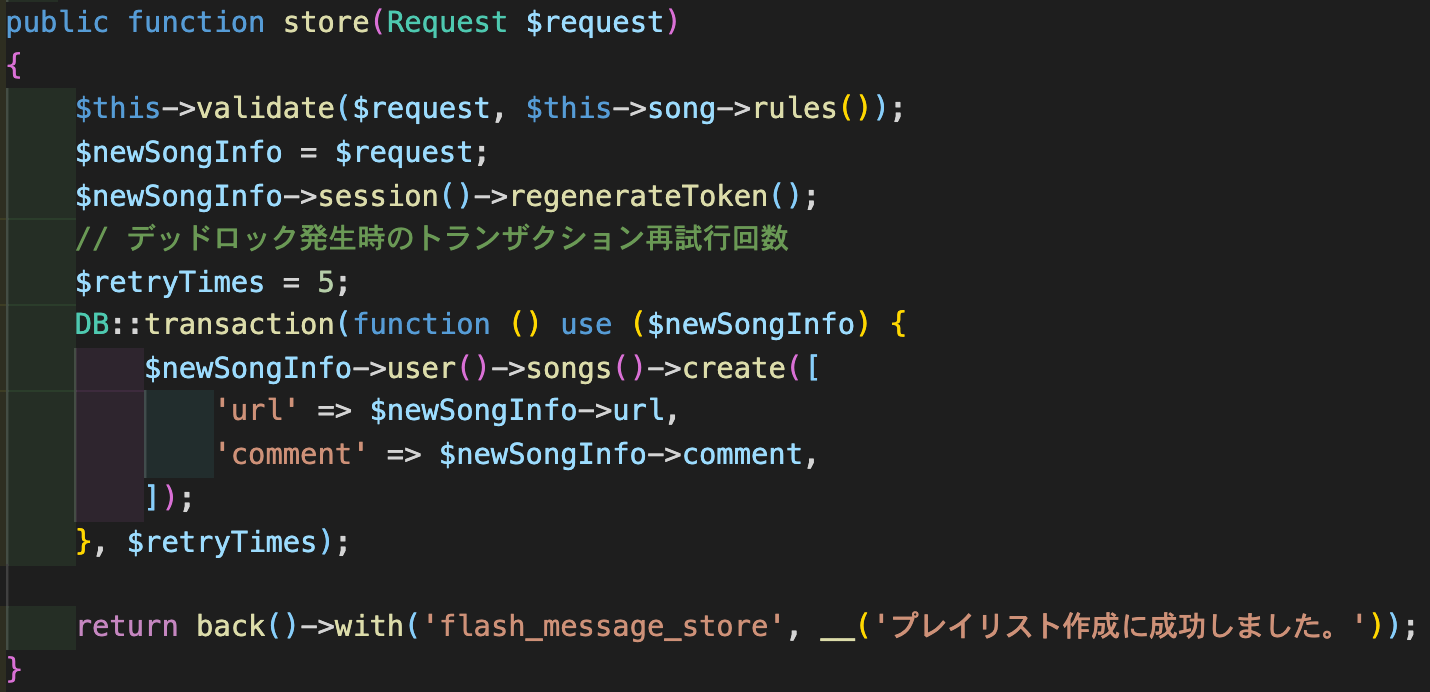 public function store(Request $request)
{
    $this->validate($request, $this->song->rules());
    $newSongInfo = $request;
    $newSongInfo->session()->regenerateToken();
    // デッドロック発生時のトランザクション再試行回数
    $retryTimes = 5;
    DB::transaction(function () use ($newSongInfo) {
        $newSongInfo->user()->songs()->create([
            'url' => $newSongInfo->url,
            'comment' => $newSongInfo->comment,
        ]);
    }, $retryTimes);

    return back()->with('flash_message_store', __('プレイリスト作成に成功しました。'));
}